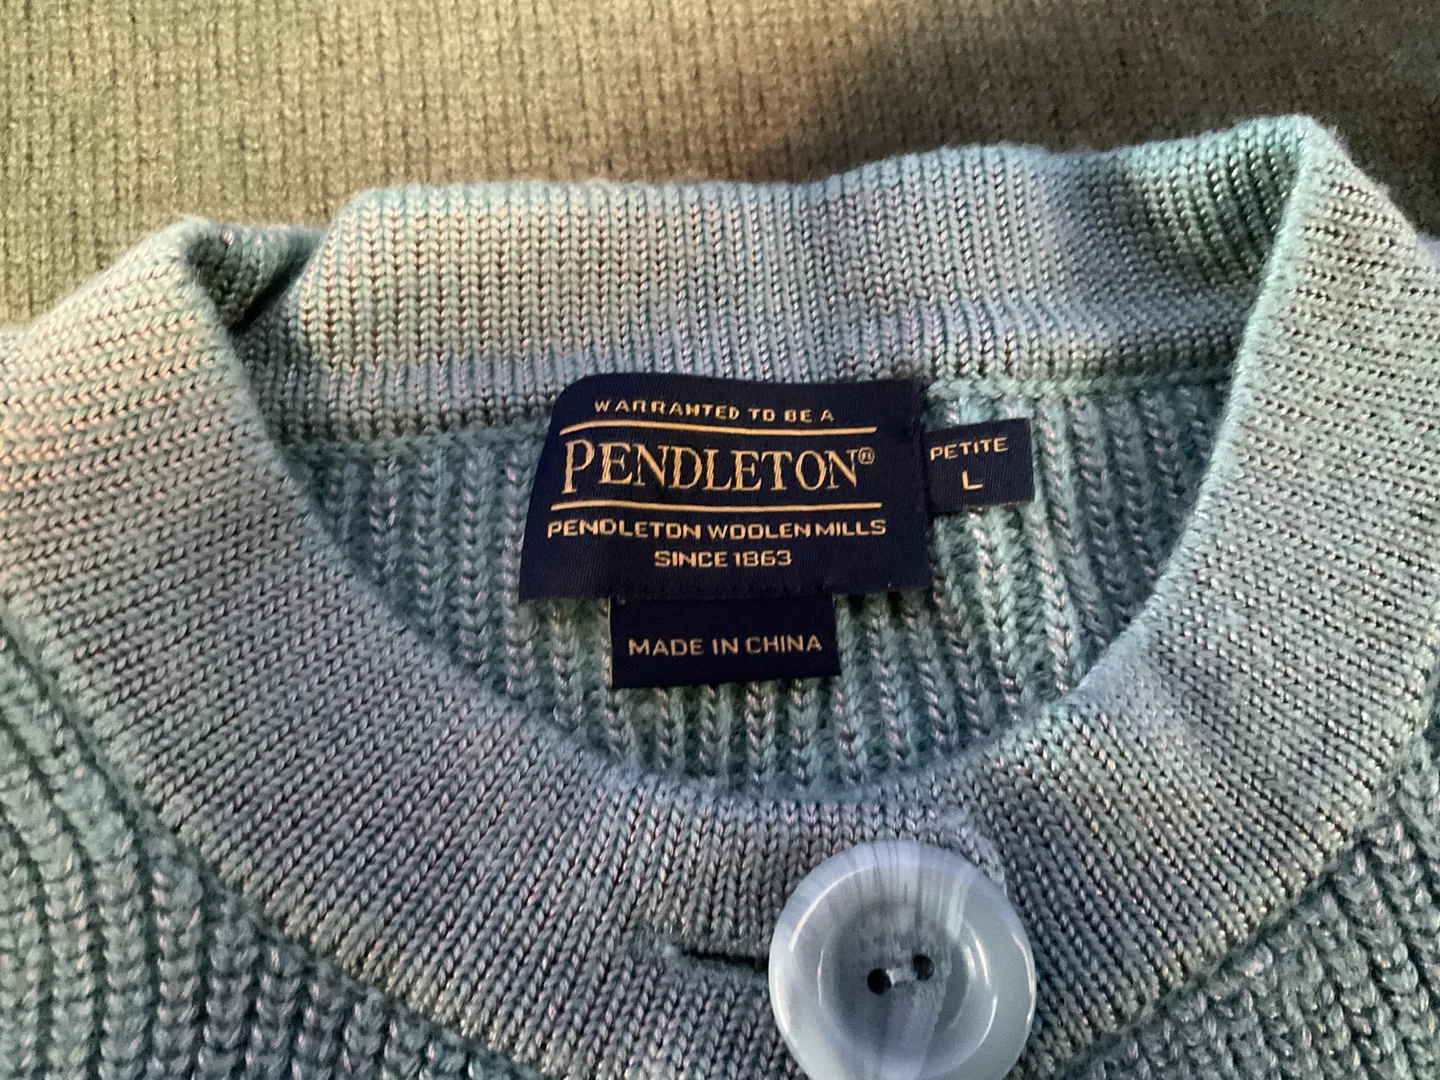 WARRANTED TO BE A
PENDLETON®
PENDLETON WOOLEN MILLS
SINCE 1863
PETITE
L
MADE IN CHINA